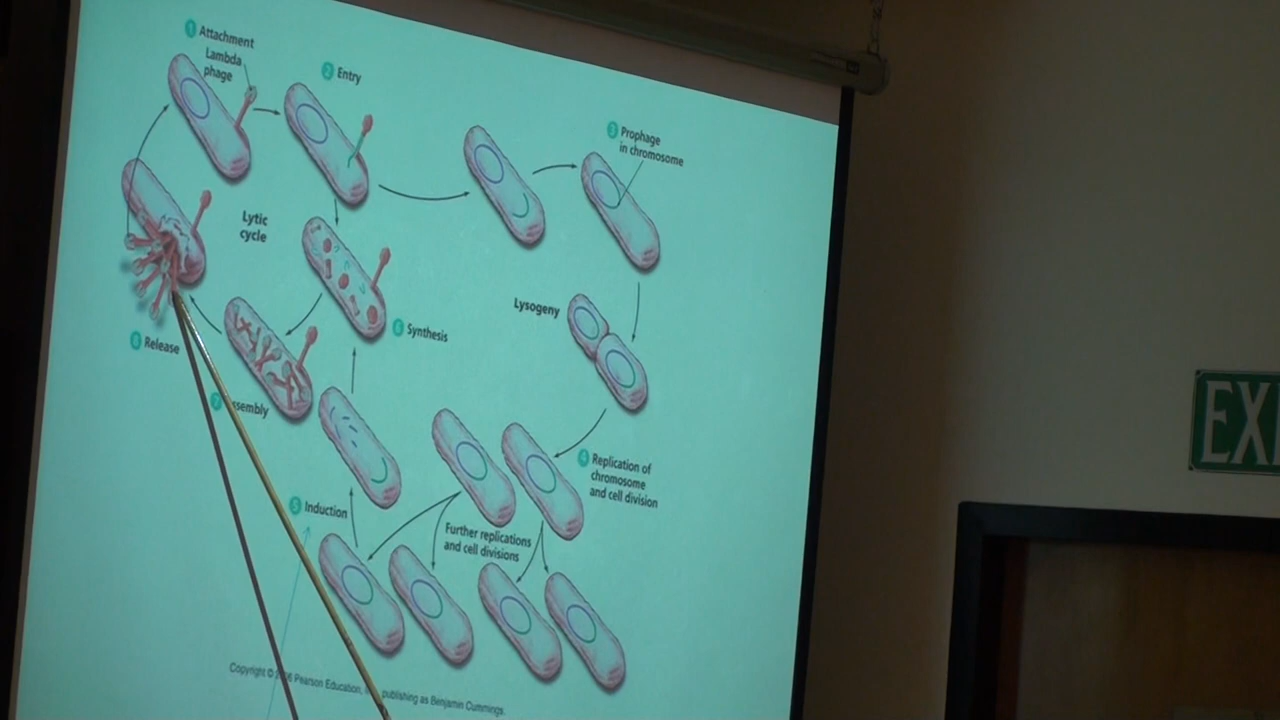 1 Attachment
Lambda
phage
2 Entry
3 Prophage
in chromosome
Lytic
cycle
Lysogeny
6 Synthesis
8 Release
7 ssembly
4 Replication of
chromosome
and cell division
5 Induction
Further replications
and cell divisions
Copyright © 6 Pearson Education, publishing as Benjamin Cummings.
EX